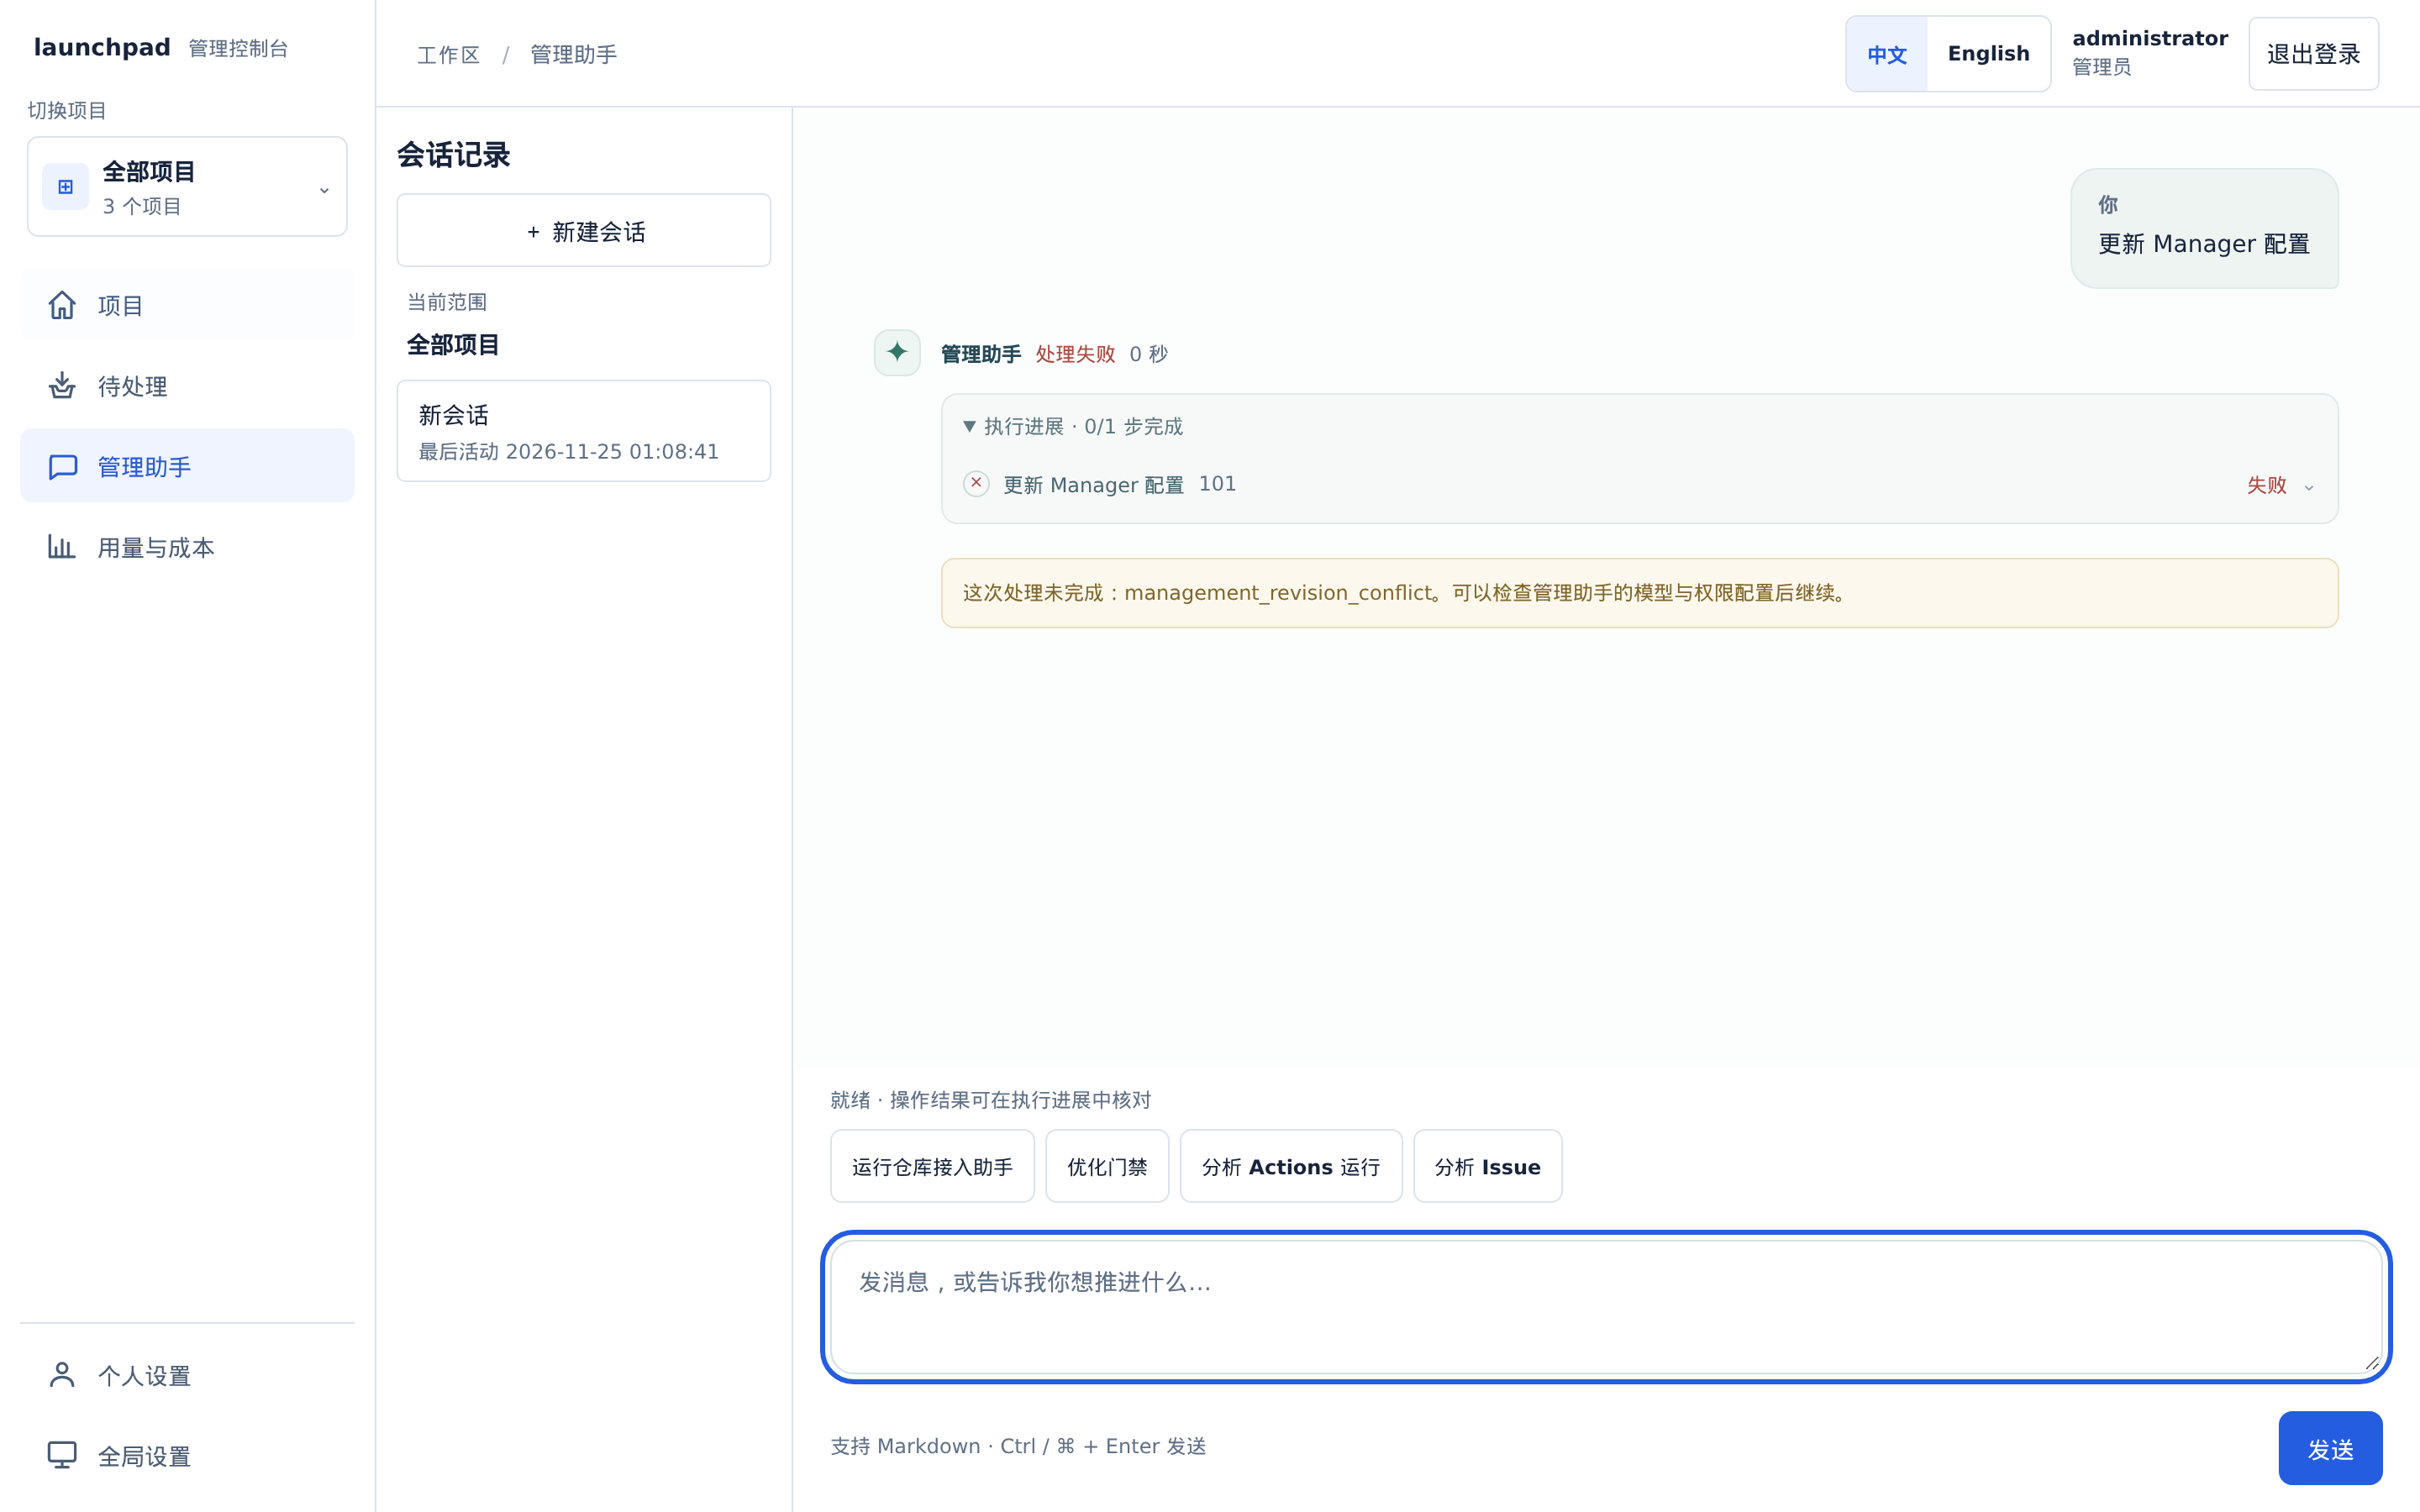 launchpad 管理控制台
切换项目
全部项目
3 个项目
项目
待处理
管理助手
用量与成本
个人设置
全局设置
工作区 / 管理助手
中文 English
administrator
管理员
退出登录
会话记录
+ 新建会话
当前范围
全部项目
新会话
最后活动 2026-11-25 01:08:41
你
更新 Manager 配置
管理助手 处理失败 0 秒
▼ 执行进展 · 0/1 步完成
更新 Manager 配置 101 失败
这次处理未完成：management_revision_conflict。可以检查管理助手的模型与权限配置后继续。
就绪 · 操作结果可在执行进展中核对
运行仓库接入助手 优化门禁 分析 Actions 运行 分析 Issue
发消息，或告诉我你想推进什么…
支持 Markdown · Ctrl / ⌘ + Enter 发送
发送